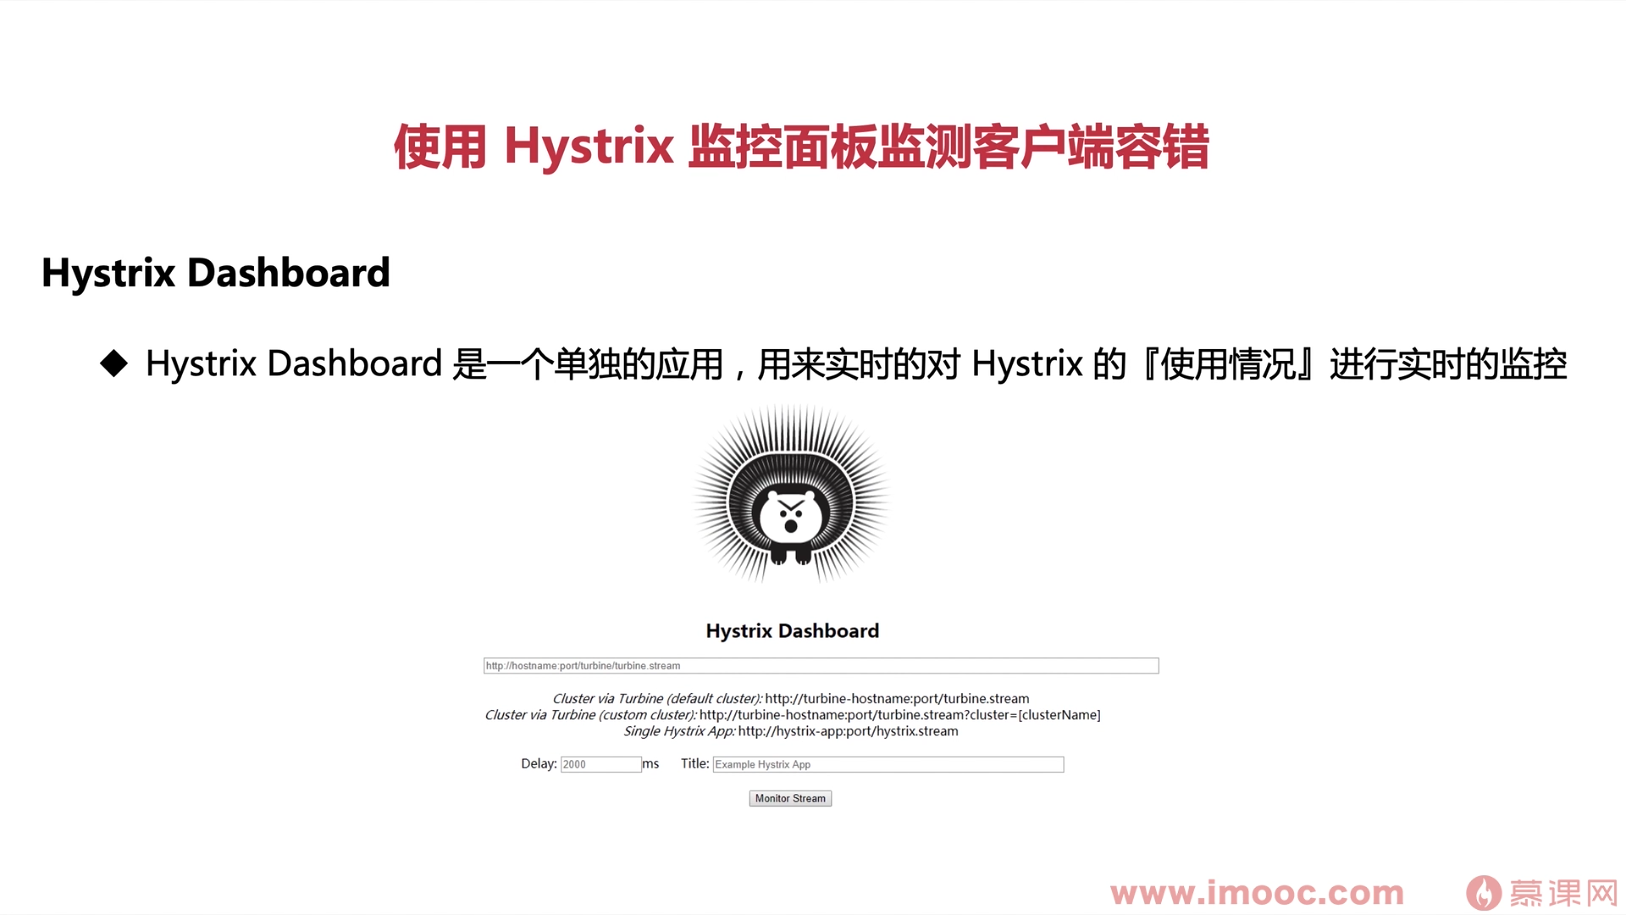 使用 Hystrix 监控面板监测客户端容错
Hystrix Dashboard
◆ Hystrix Dashboard 是一个单独的应用，用来实时的对 Hystrix 的『使用情况』进行实时的监控
Hystrix Dashboard
http://hostname:port/turbine/turbine.stream
Cluster via Turbine (default cluster): http://turbine-hostname:port/turbine.stream
Cluster via Turbine (custom cluster): http://turbine-hostname:port/turbine.stream?cluster=[clusterName]
Single Hystrix App: http://hystrix-app:port/hystrix.stream
Delay: 2000 ms Title: Example Hystrix App
Monitor Stream
www.imooc.com 慕课网